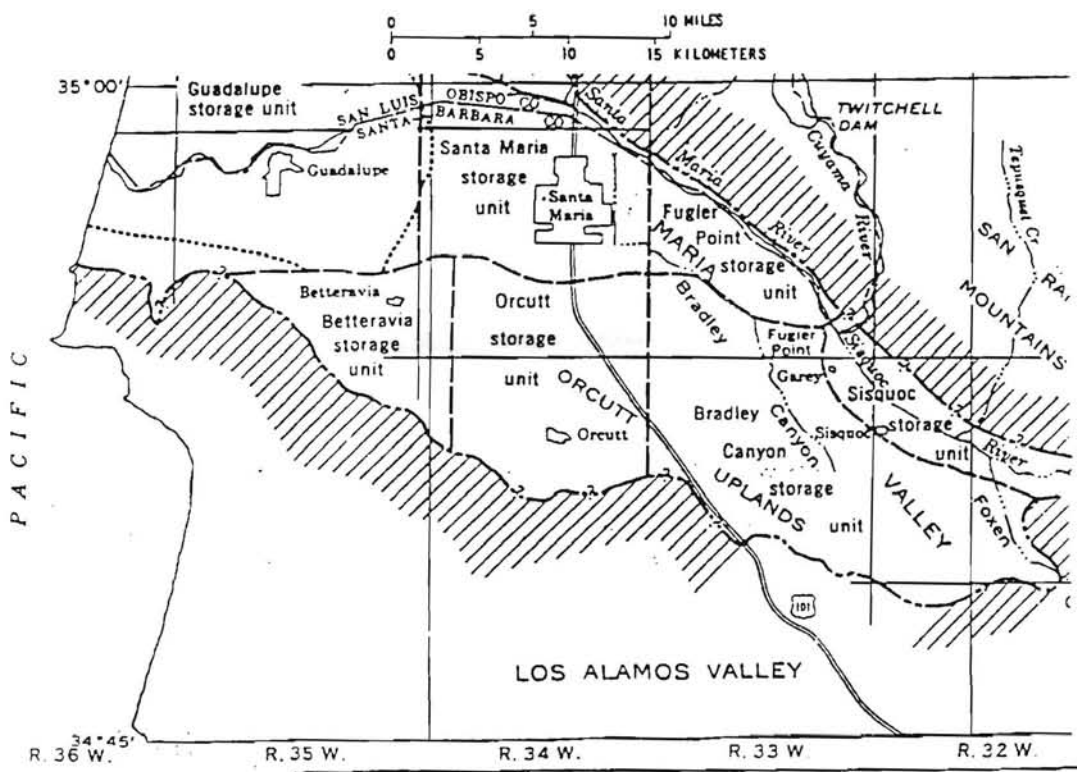 0 5 10 MILES
0 5 10 15 KILOMETERS
35°00'
Guadalupe
storage unit
SAN LUIS OBISPO
SANTA BARBARA
Guadalupe
Santa Maria
storage
unit
Santa
Maria
Santa Maria River
TWITCHELL
DAM
Cuyama River
Tepusquet Cr
SAN
MOUNTAINS
Fugler
Point
storage
unit
MARIA
Bradley
Betteravia
Betteravia
storage
unit
Orcutt
storage
unit
ORCUTT
Orcutt
Fugler
Point
Garey
Sisquoc
Sisquoc
storage
unit
River
Sisquoc
Bradley
Canyon
storage
unit
Canyon
UPLANDS
VALLEY
Foxen
PACIFIC
101
LOS ALAMOS VALLEY
34°45'
R. 36 W. R. 35 W. R. 34 W. R. 33 W. R. 32 W.